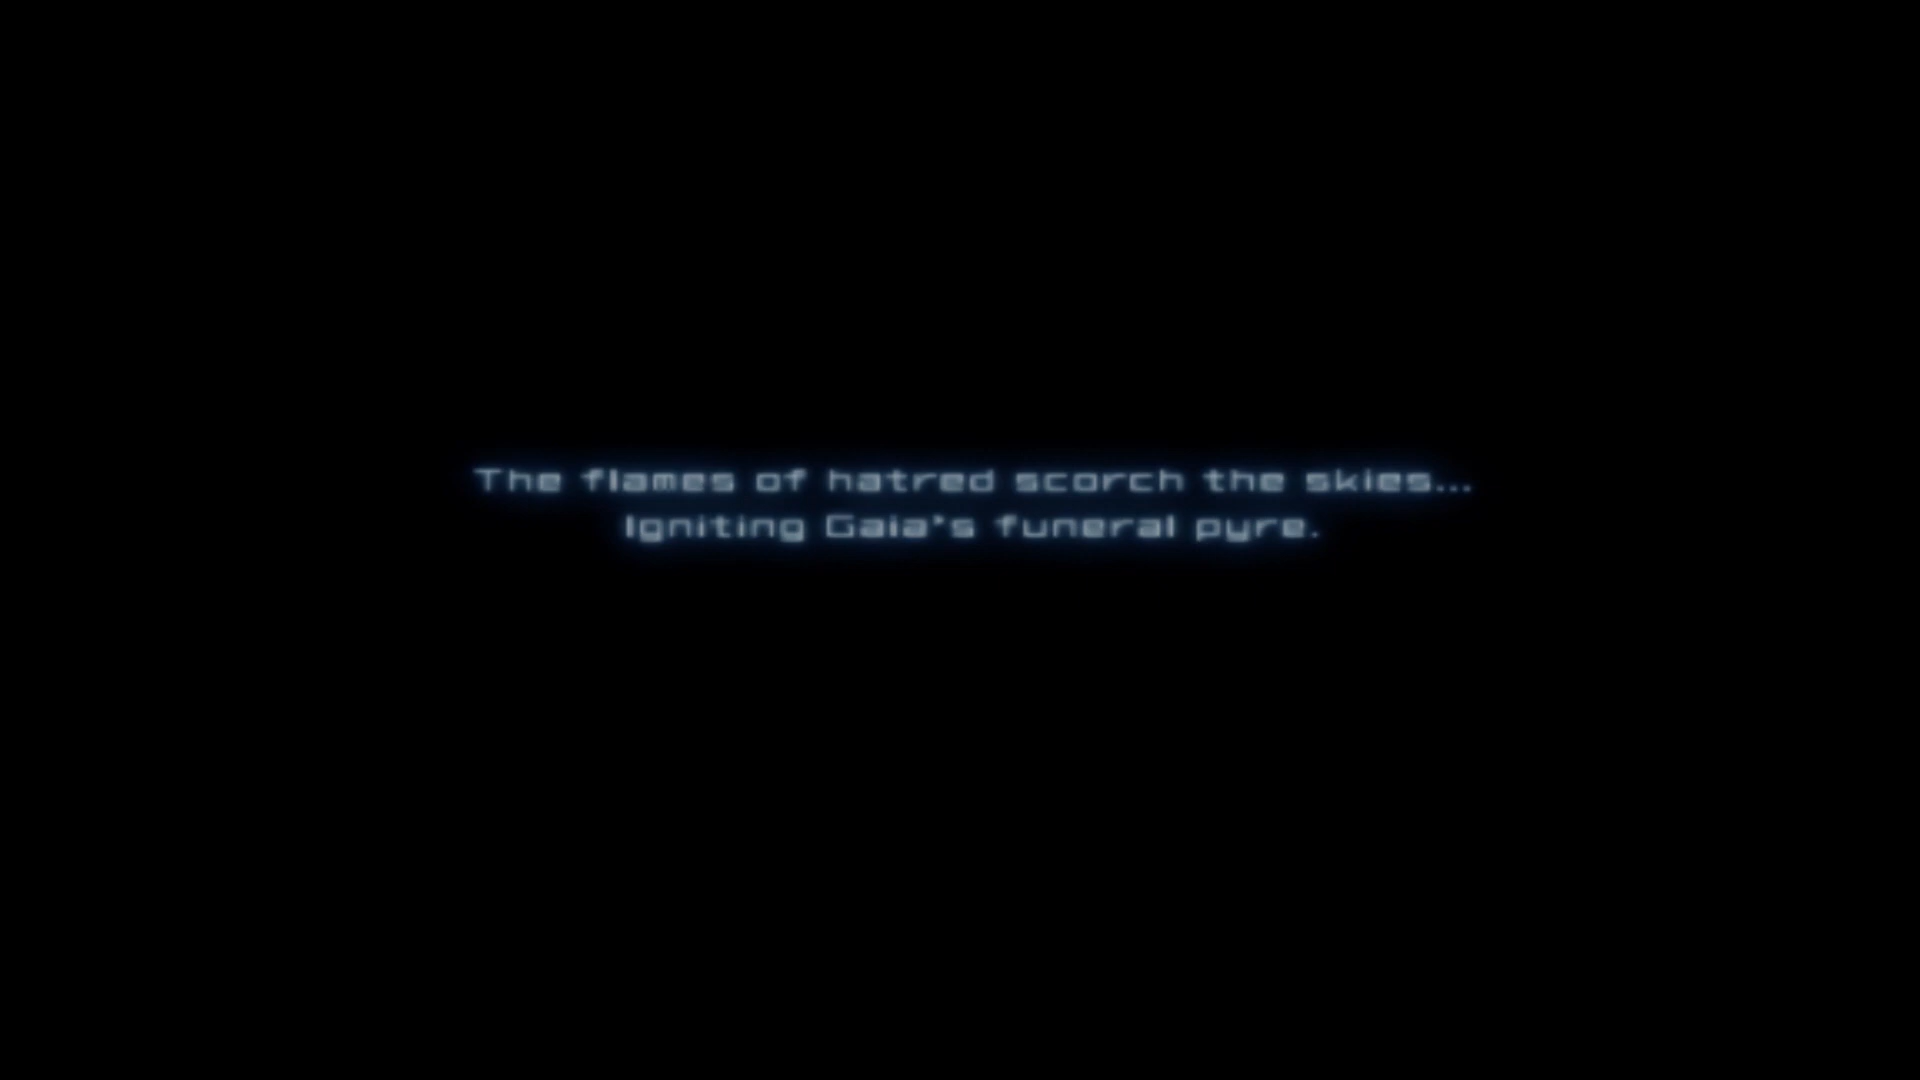 The flames of hatred scorch the skies...
Igniting Gaia's funeral pyre.